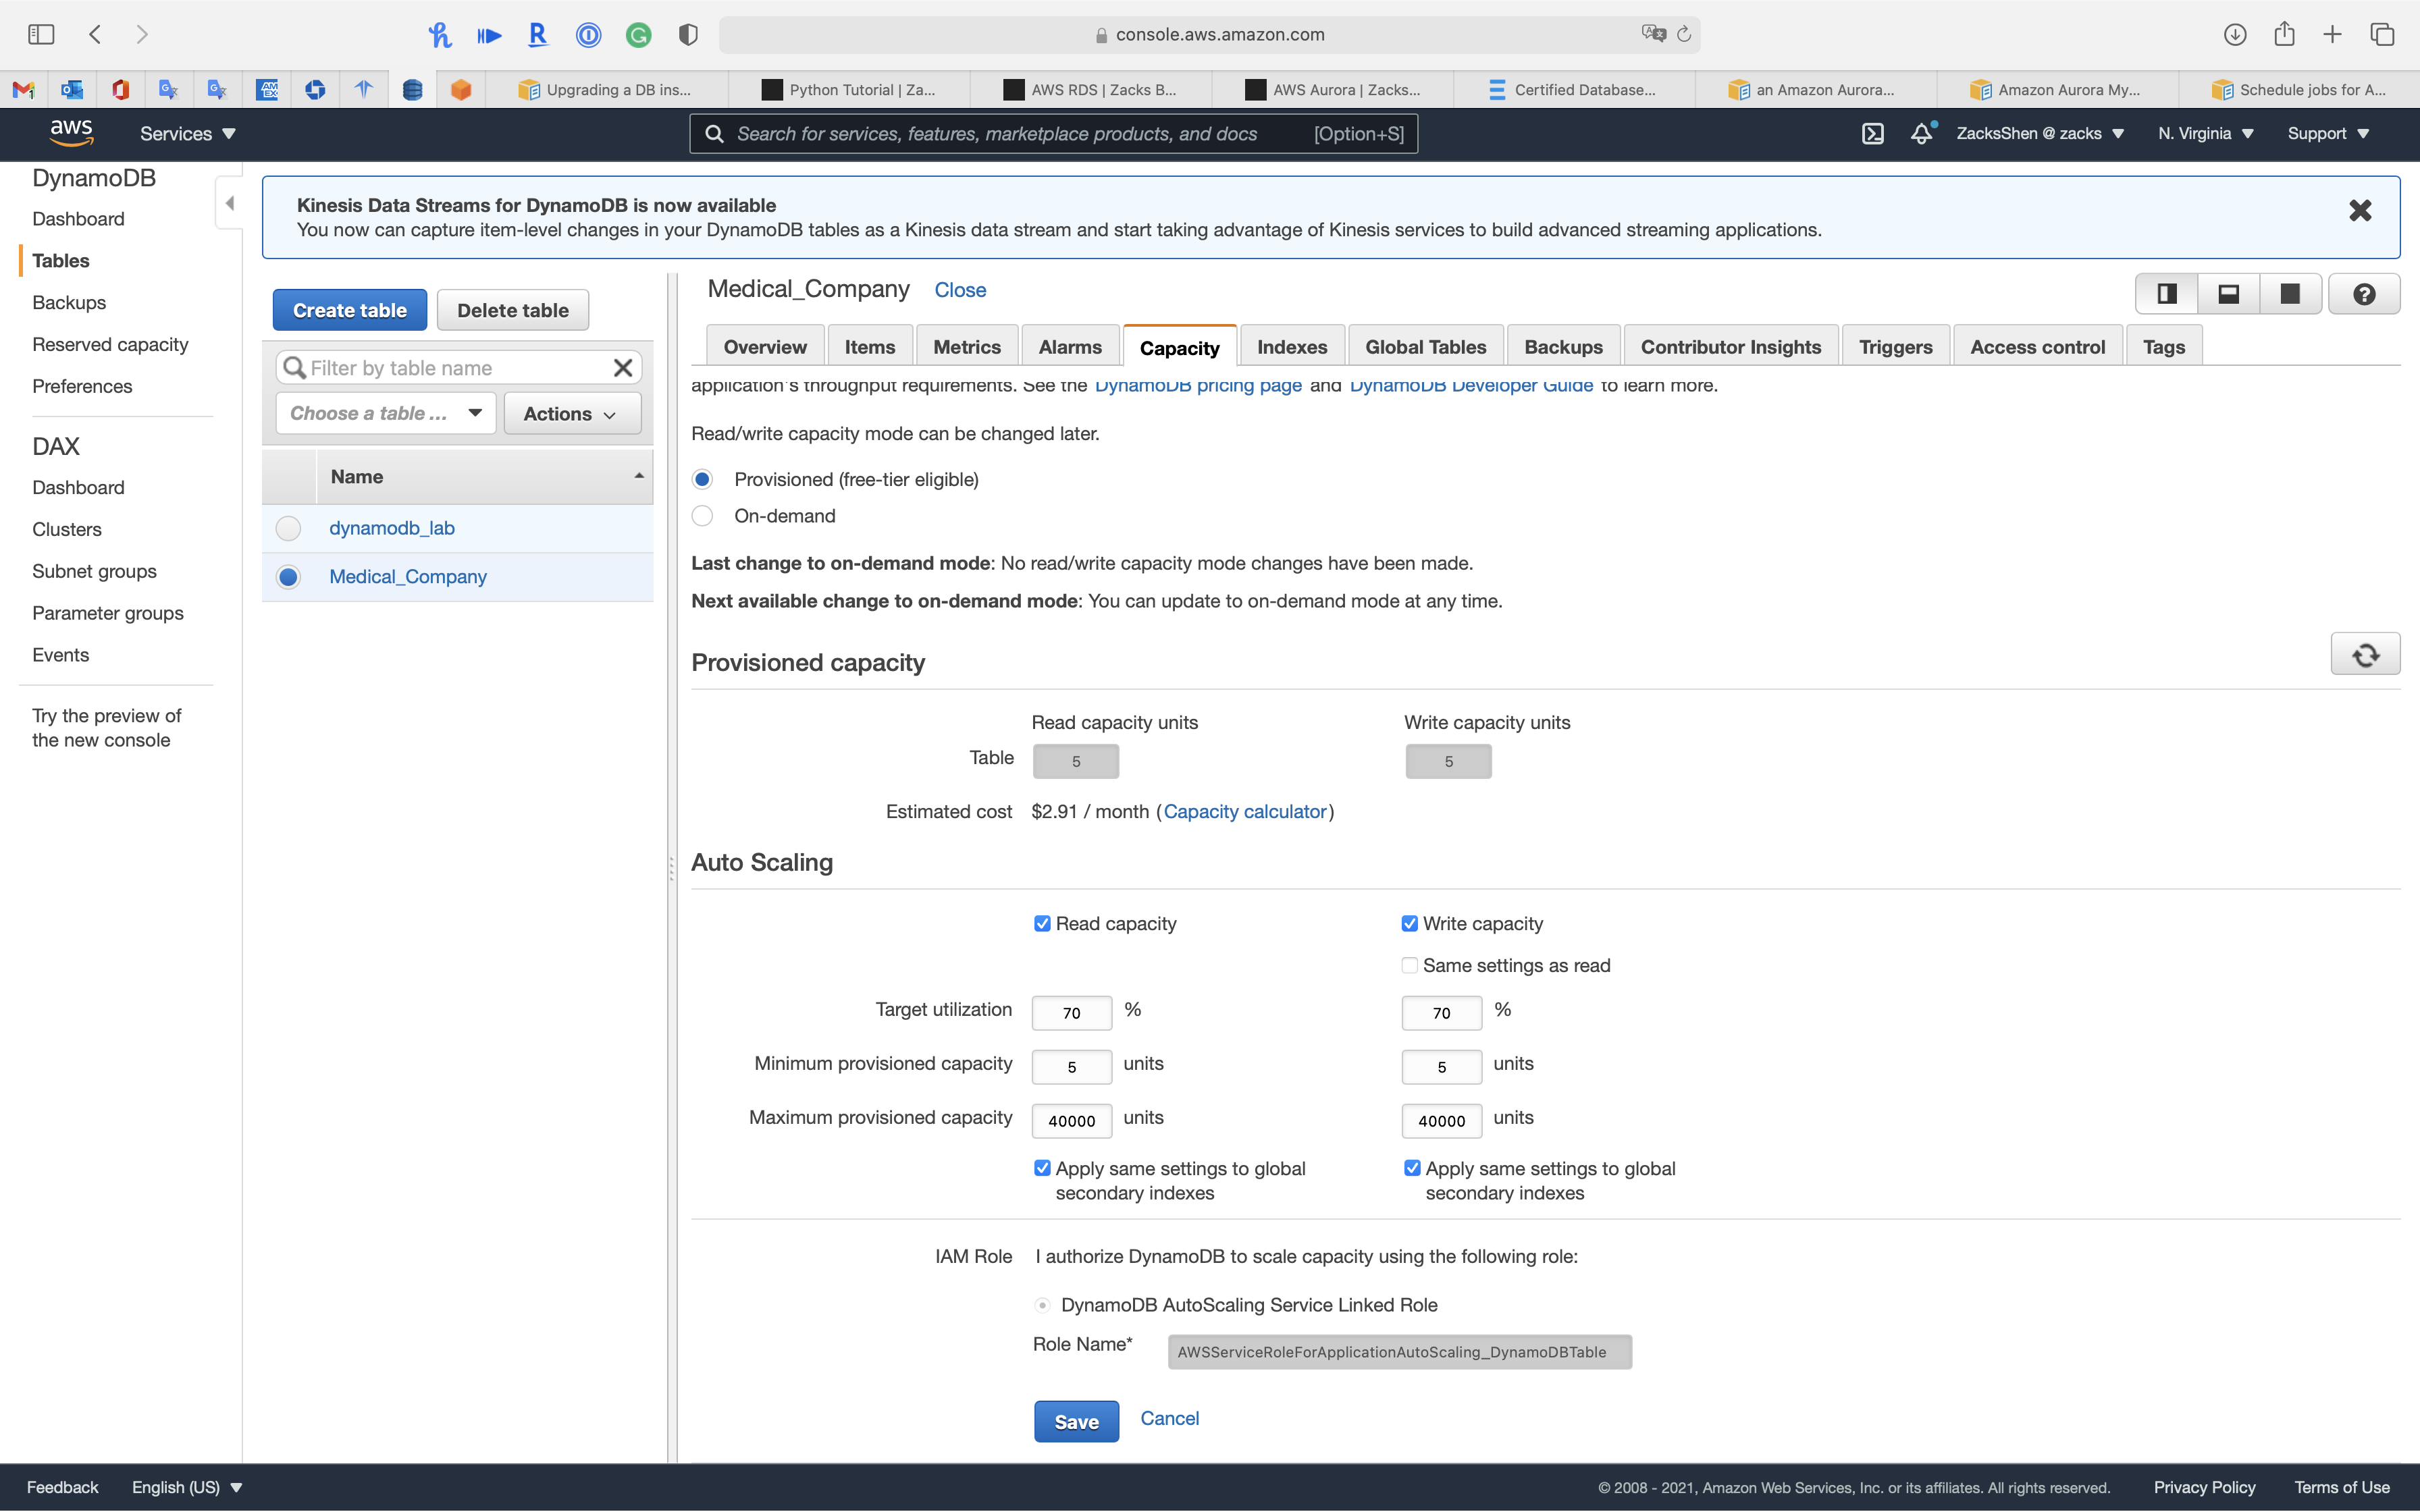 console.aws.amazon.com
Upgrading a DB ins...
Python Tutorial | Za...
AWS RDS | Zacks B...
AWS Aurora | Zacks...
Certified Database...
an Amazon Aurora...
Amazon Aurora My...
Schedule jobs for A...
aws
Services
Search for services, features, marketplace products, and docs
[Option+S]
ZacksShen @ zacks
N. Virginia
Support
DynamoDB
Dashboard
Tables
Backups
Reserved capacity
Preferences
DAX
Dashboard
Clusters
Subnet groups
Parameter groups
Events
Try the preview of
the new console
Kinesis Data Streams for DynamoDB is now available
You now can capture item-level changes in your DynamoDB tables as a Kinesis data stream and start taking advantage of Kinesis services to build advanced streaming applications.
Create table
Delete table
Filter by table name
Choose a table ...
Actions
Name
dynamodb_lab
Medical_Company
Medical_Company Close
Overview
Items
Metrics
Alarms
Capacity
Indexes
Global Tables
Backups
Contributor Insights
Triggers
Access control
Tags
application's throughput requirements. See the DynamoDB pricing page and DynamoDB Developer Guide to learn more.
Read/write capacity mode can be changed later.
Provisioned (free-tier eligible)
On-demand
Last change to on-demand mode: No read/write capacity mode changes have been made.
Next available change to on-demand mode: You can update to on-demand mode at any time.
Provisioned capacity
Read capacity units Write capacity units
Table 5 5
Estimated cost $2.91 / month (Capacity calculator)
Auto Scaling
Read capacity Write capacity
Same settings as read
Target utilization 70 % 70 %
Minimum provisioned capacity 5 units 5 units
Maximum provisioned capacity 40000 units 40000 units
Apply same settings to global
secondary indexes
Apply same settings to global
secondary indexes
IAM Role I authorize DynamoDB to scale capacity using the following role:
DynamoDB AutoScaling Service Linked Role
Role Name* AWSServiceRoleForApplicationAutoScaling_DynamoDBTable
Save Cancel
Feedback
English (US)
© 2008 - 2021, Amazon Web Services, Inc. or its affiliates. All rights reserved.
Privacy Policy
Terms of Use